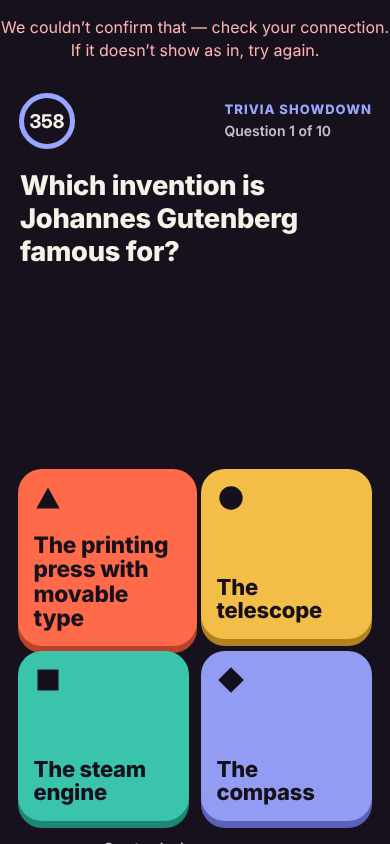 We couldn’t confirm that — check your connection.
If it doesn’t show as in, try again.
358
TRIVIA SHOWDOWN
Question 1 of 10
Which invention is
Johannes Gutenberg
famous for?
The printing
press with
movable
type
The
telescope
The steam
engine
The
compass